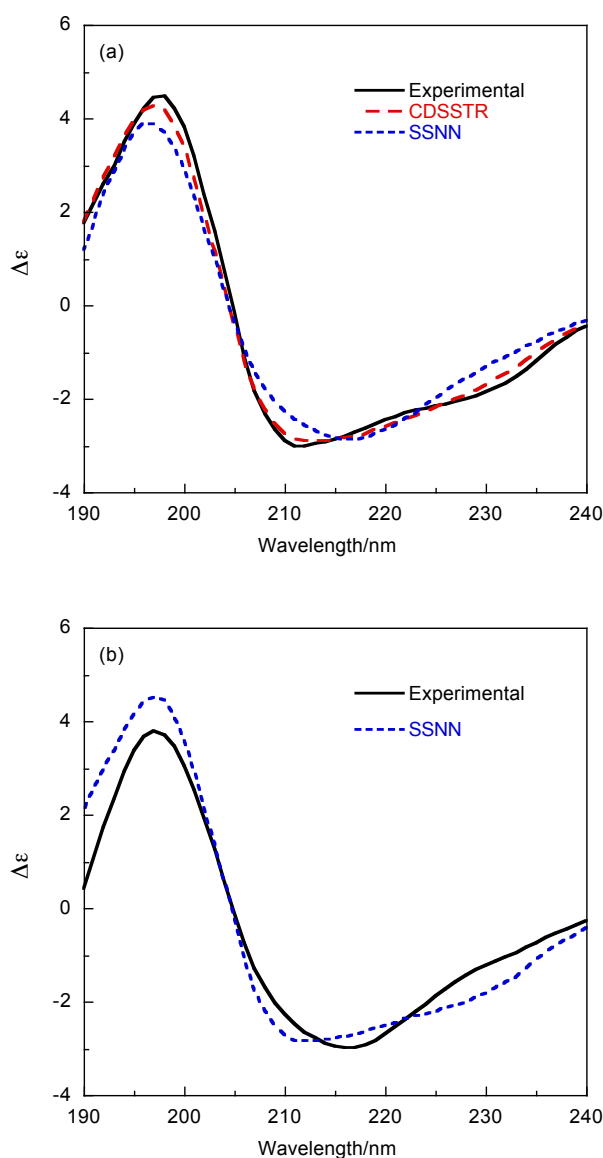 6
(a)
Experimental
4
CDSSTR
SSNN
2
Δε
0
-2
-4
190 200 210 220 230 240
Wavelength/nm
6
(b)
Experimental
4
SSNN
2
Δε
0
-2
-4
190 200 210 220 230 240
Wavelength/nm